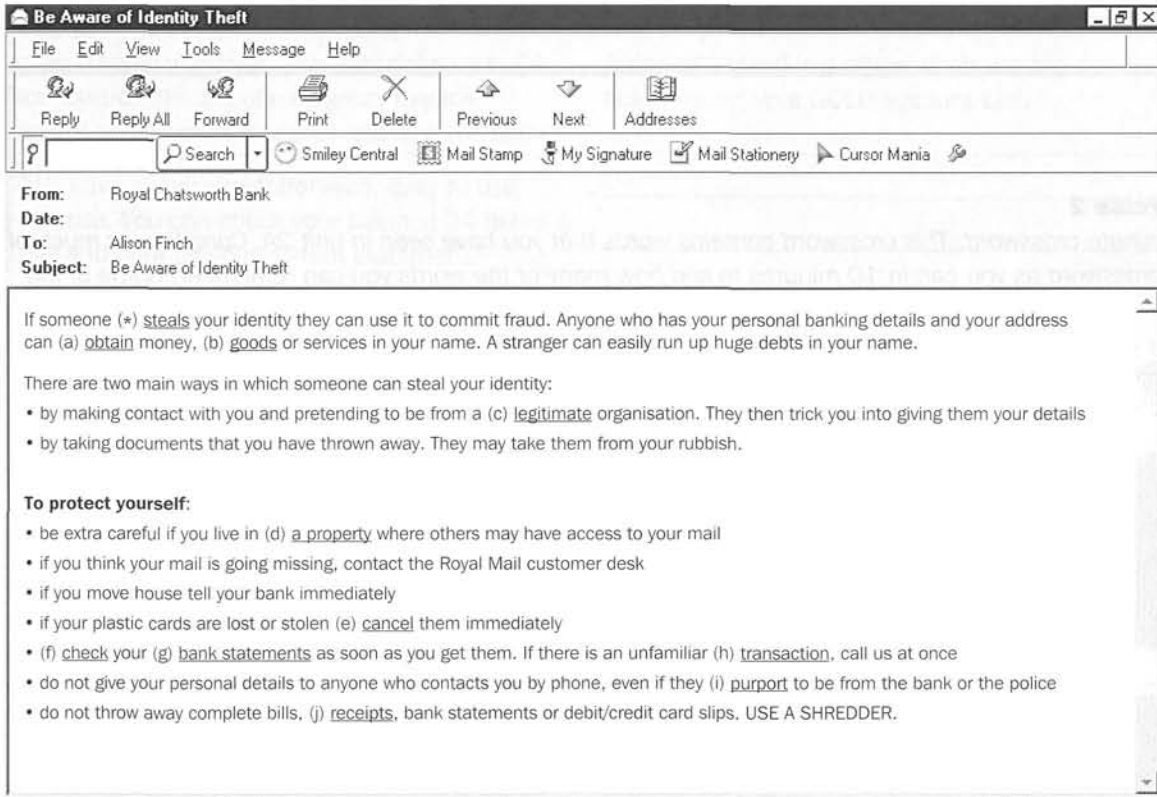 Be Aware of Identity Theft
File Edit View Tools Message Help
Reply Reply All Forward Print Delete Previous Next Addresses
Search Smiley Central Mail Stamp My Signature Mail Stationery Cursor Mania
From: Royal Chatsworth Bank
Date:
To: Alison Finch
Subject: Be Aware of Identity Theft
If someone (*) steals your identity they can use it to commit fraud. Anyone who has your personal banking details and your address
can (a) obtain money, (b) goods or services in your name. A stranger can easily run up huge debts in your name.
There are two main ways in which someone can steal your identity:
• by making contact with you and pretending to be from a (c) legitimate organisation. They then trick you into giving them your details
• by taking documents that you have thrown away. They may take them from your rubbish.
To protect yourself:
• be extra careful if you live in (d) a property where others may have access to your mail
• if you think your mail is going missing, contact the Royal Mail customer desk
• if you move house tell your bank immediately
• if your plastic cards are lost or stolen (e) cancel them immediately
• (f) check your (g) bank statements as soon as you get them. If there is an unfamiliar (h) transaction, call us at once
• do not give your personal details to anyone who contacts you by phone, even if they (i) purport to be from the bank or the police
• do not throw away complete bills, (j) receipts, bank statements or debit/credit card slips. USE A SHREDDER.